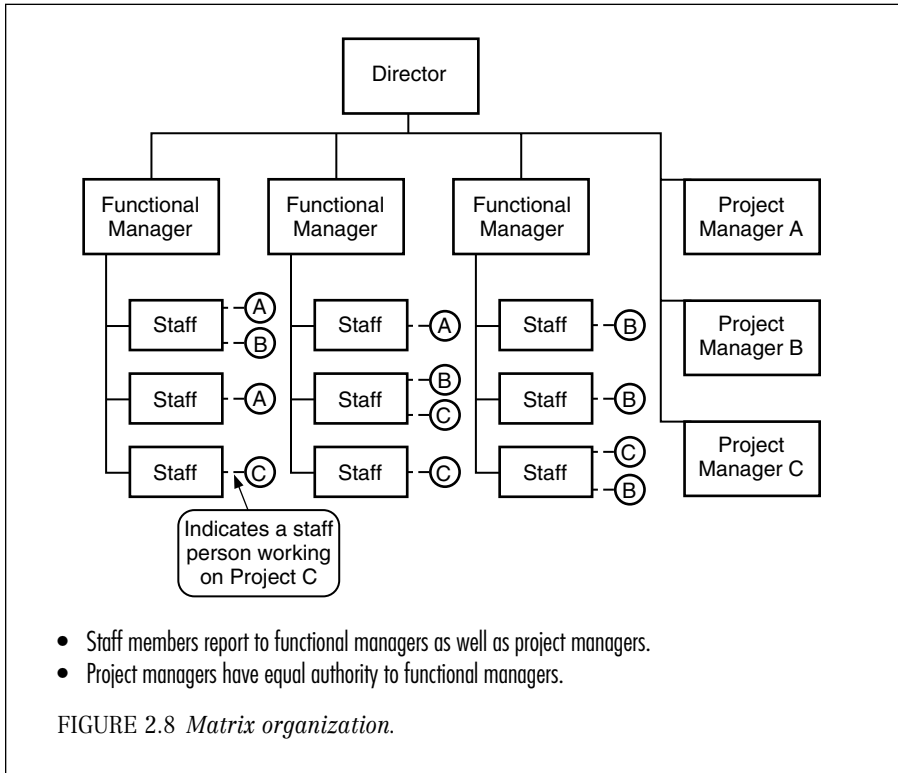 Director
Functional
Manager
Functional
Manager
Functional
Manager
Project
Manager A
Staff
A
B
Staff
A
Staff
B
Project
Manager B
Staff
A
Staff
B
C
Staff
B
Staff
C
Staff
C
Staff
C
B
Project
Manager C
Indicates a staff
person working
on Project C
• Staff members report to functional managers as well as project managers.
• Project managers have equal authority to functional managers.
FIGURE 2.8 Matrix organization.